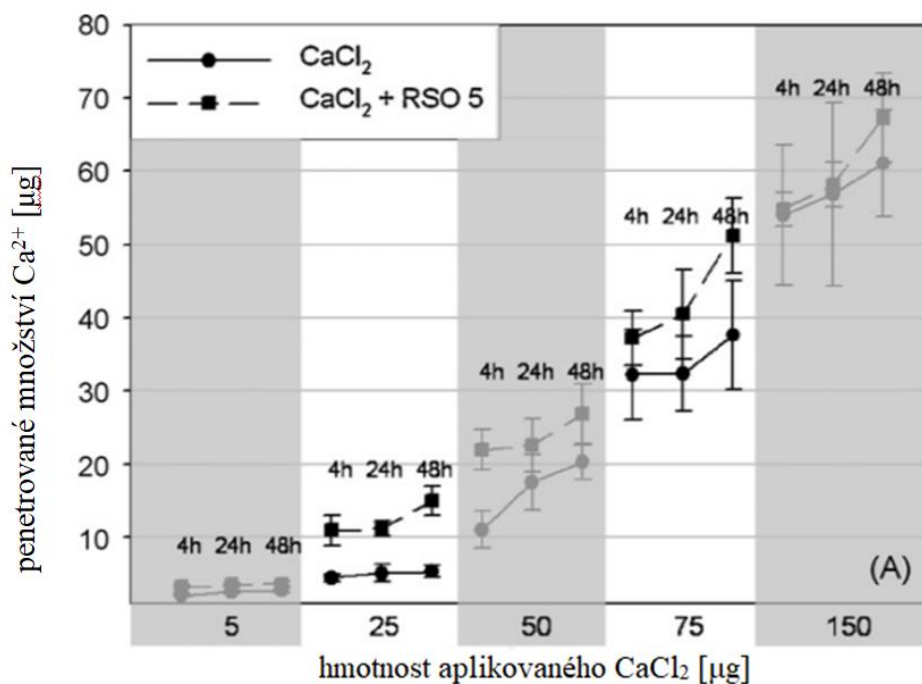 80
70
60
50
40
30
20
10
penetrované množství Ca²⁺ [µg]
CaCl₂
CaCl₂ + RSO 5
4h 24h 48h
4h 24h 48h
4h 24h 48h
4h 24h 48h
4h 24h 48h
(A)
5 25 50 75 150
hmotnost aplikovaného CaCl₂ [µg]